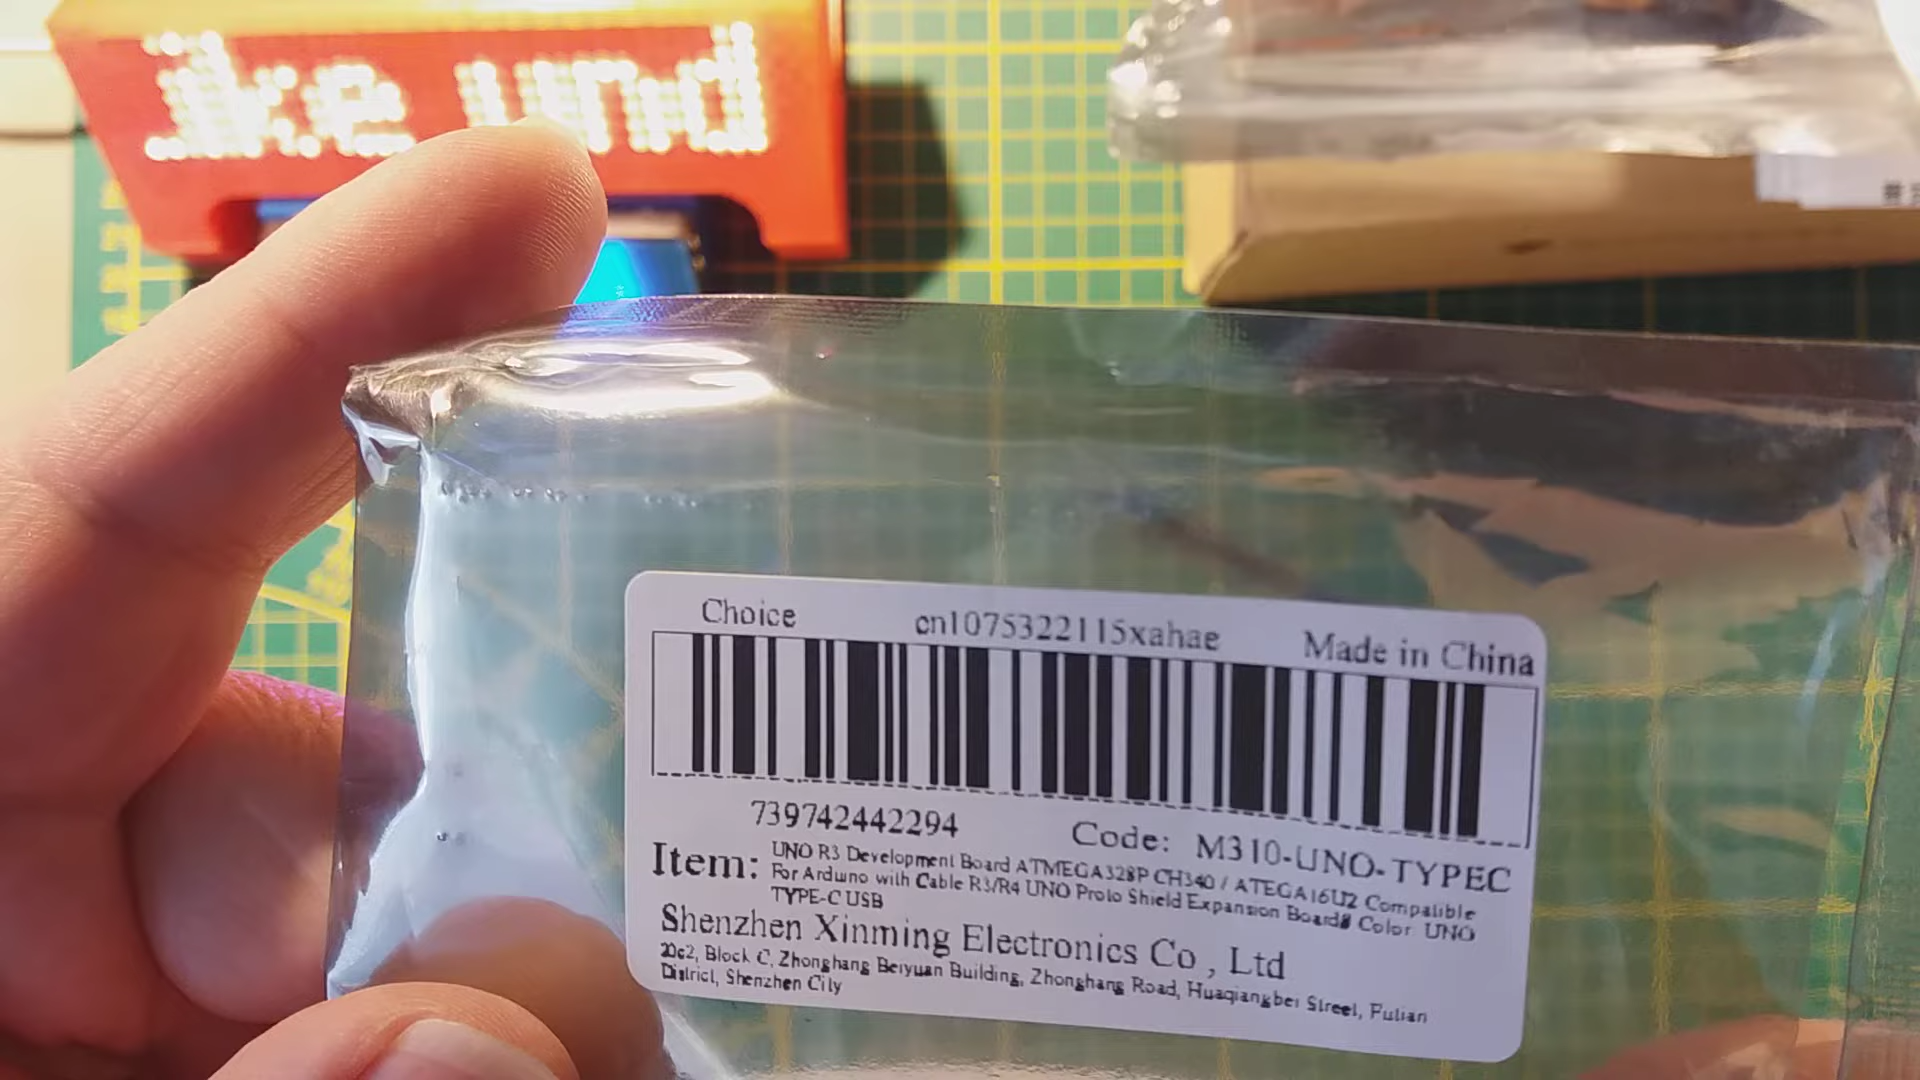 ike und
Choice cn1075322115xahae Made in China
739742442294 Code: M310-UNO-TYPEC
Item: UNO R3 Development Board ATMEGA328P CH340 / ATEGA16U2 Compatible
For Arduino with Cable R3/R4 UNO Proto Shield Expansion Board# Color UNO
TYPE-C USB
Shenzhen Xinming Electronics Co , Ltd
20c2, Block C, Zhonghang Beiyuan Building, Zhonghang Road, Huaqiangbei Street, Futian
District, Shenzhen City